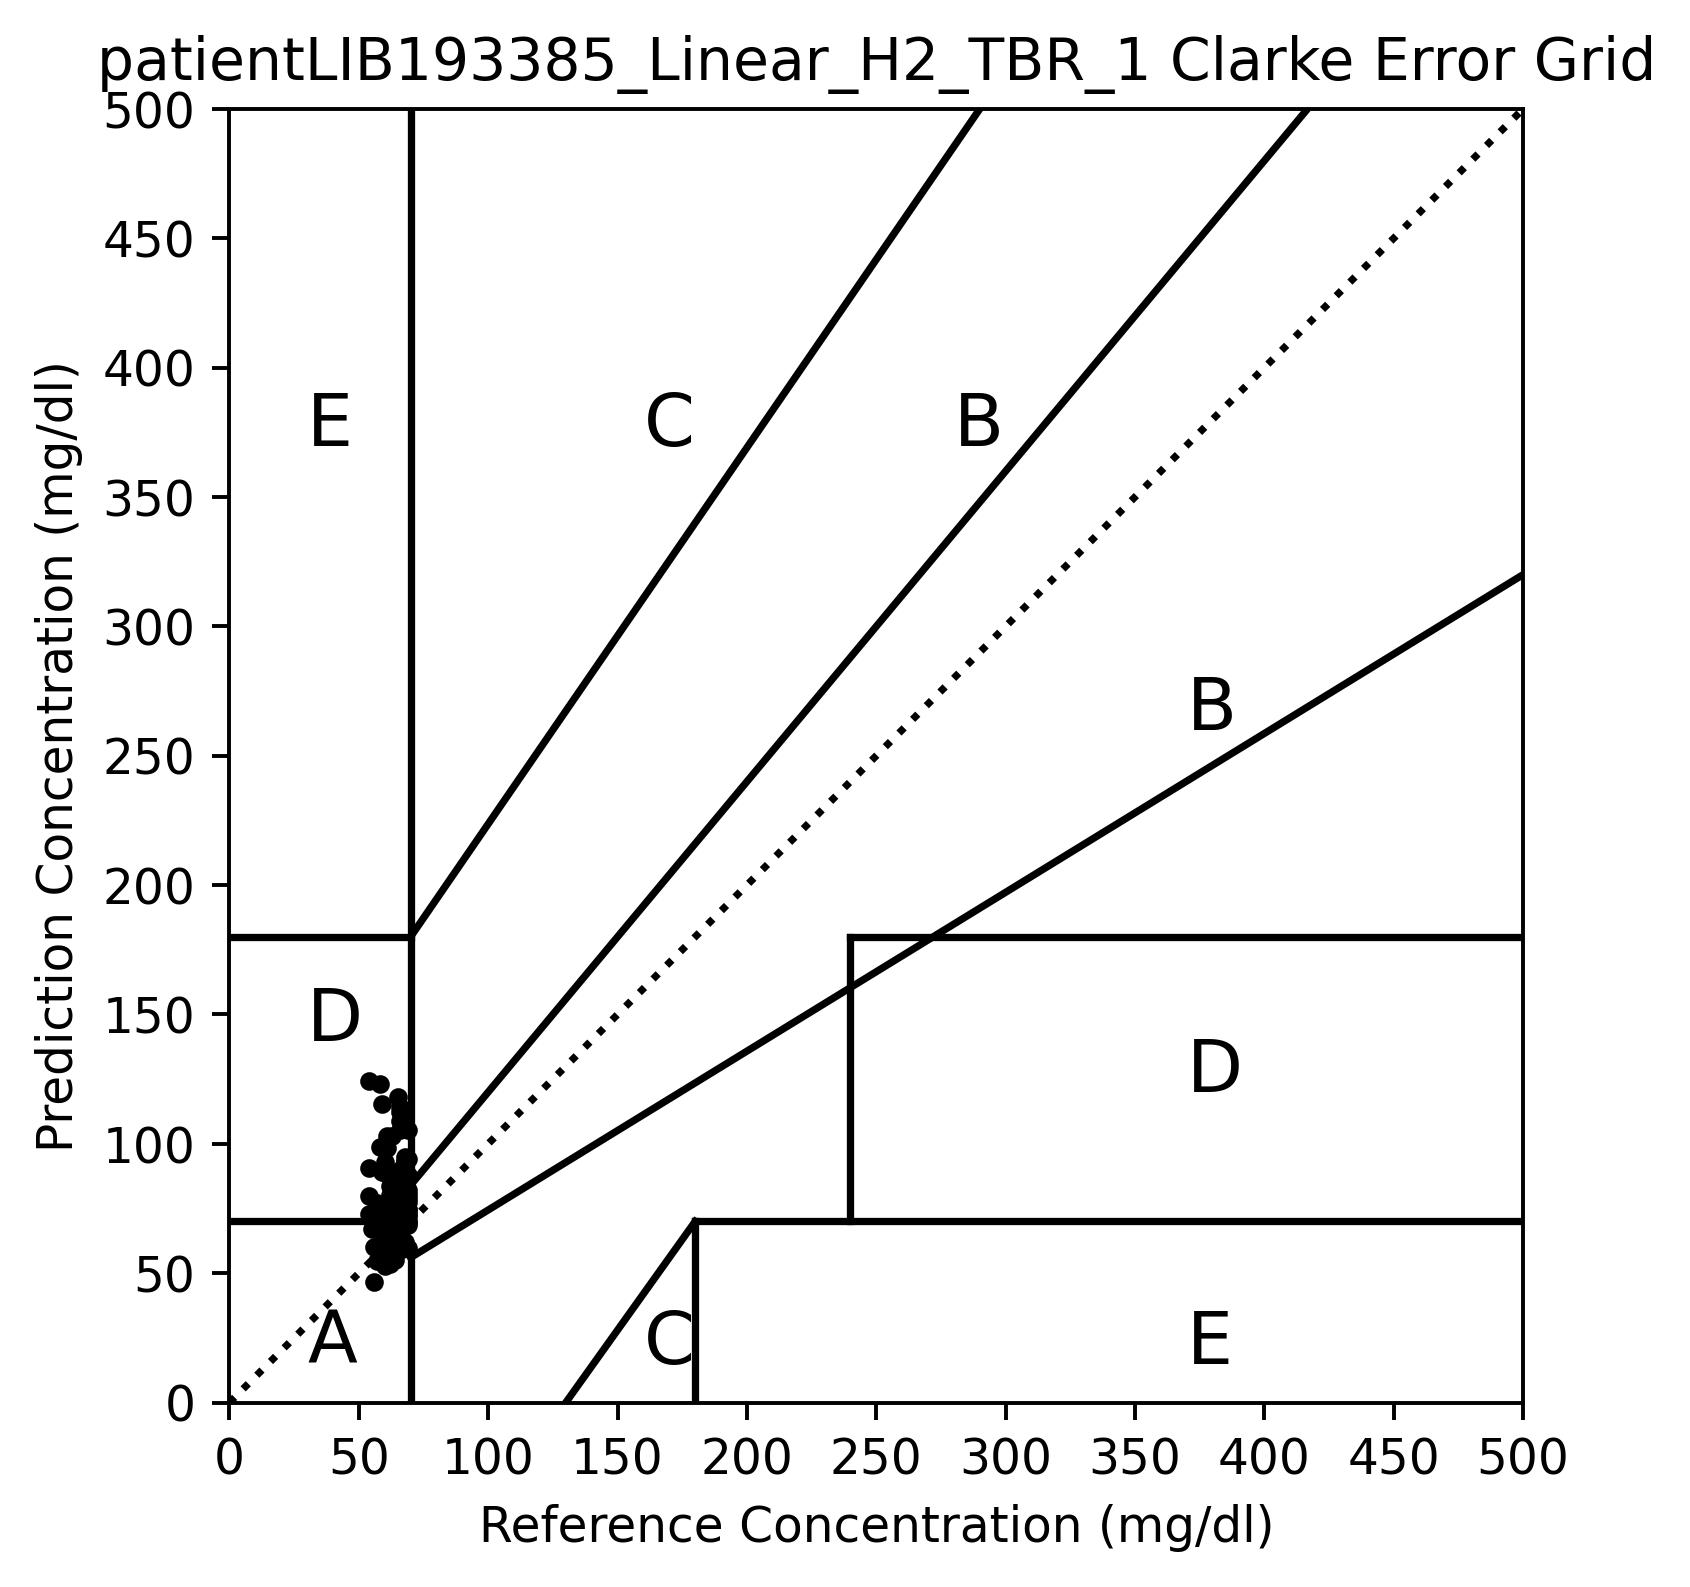 patientLIB193385_Linear_H2_TBR_1 Clarke Error Grid
500
450
400
350
300
250
200
150
100
50
0
Prediction Concentration (mg/dl)
E
C
B
B
D
D
A
C
E
0 50 100 150 200 250 300 350 400 450 500
Reference Concentration (mg/dl)